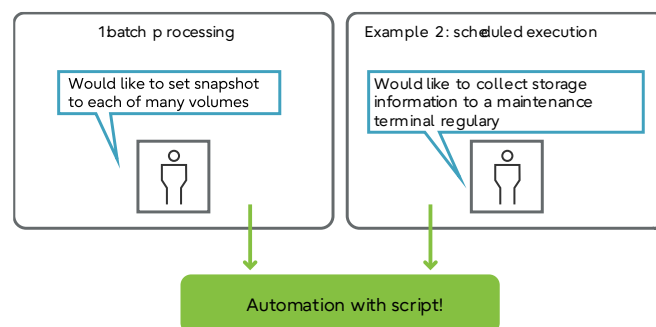 1batch p rocessing
Would like to set snapshot
to each of many volumes
Example 2: scheduled execution
Would like to collect storage
information to a maintenance
terminal regulary
Automation with script!